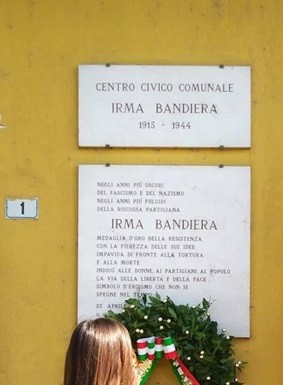 CENTRO CIVICO COMUNALE
IRMA BANDIERA
1915 - 1944
1
NEGLI ANNI PIÙ OSCURI
DEL FASCISMO E DEL NAZISMO
NEGLI ANNI PIÙ FULGIDI
DELLA RISCOSSA PARTIGIANA
IRMA BANDIERA
MEDAGLIA D'ORO DELLA RESISTENZA
CON LA FIEREZZA DELLE SUE IDEE
IMPAVIDA DI FRONTE ALLA TORTURA
E ALLA MORTE
INDICÒ ALLE DONNE, AI PARTIGIANI, AL POPOLO
LA VIA DELLA LIBERTÀ E DELLA PACE
SIMBOLO D'EROISMO CHE NON SI
SPEGNE NEL